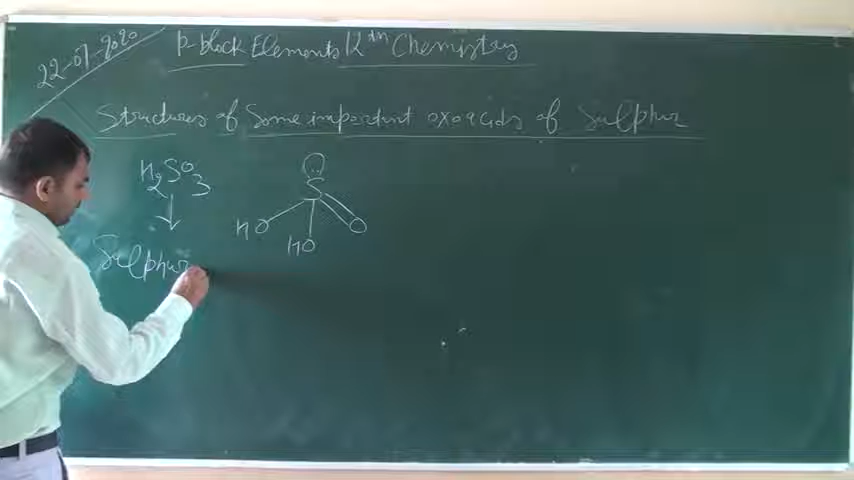 22-07-2020
p-block Elements 12th Chemistry
Structures of Some important oxoacids of Sulphur
H2SO3
S
HO
O
HO
Sulphur